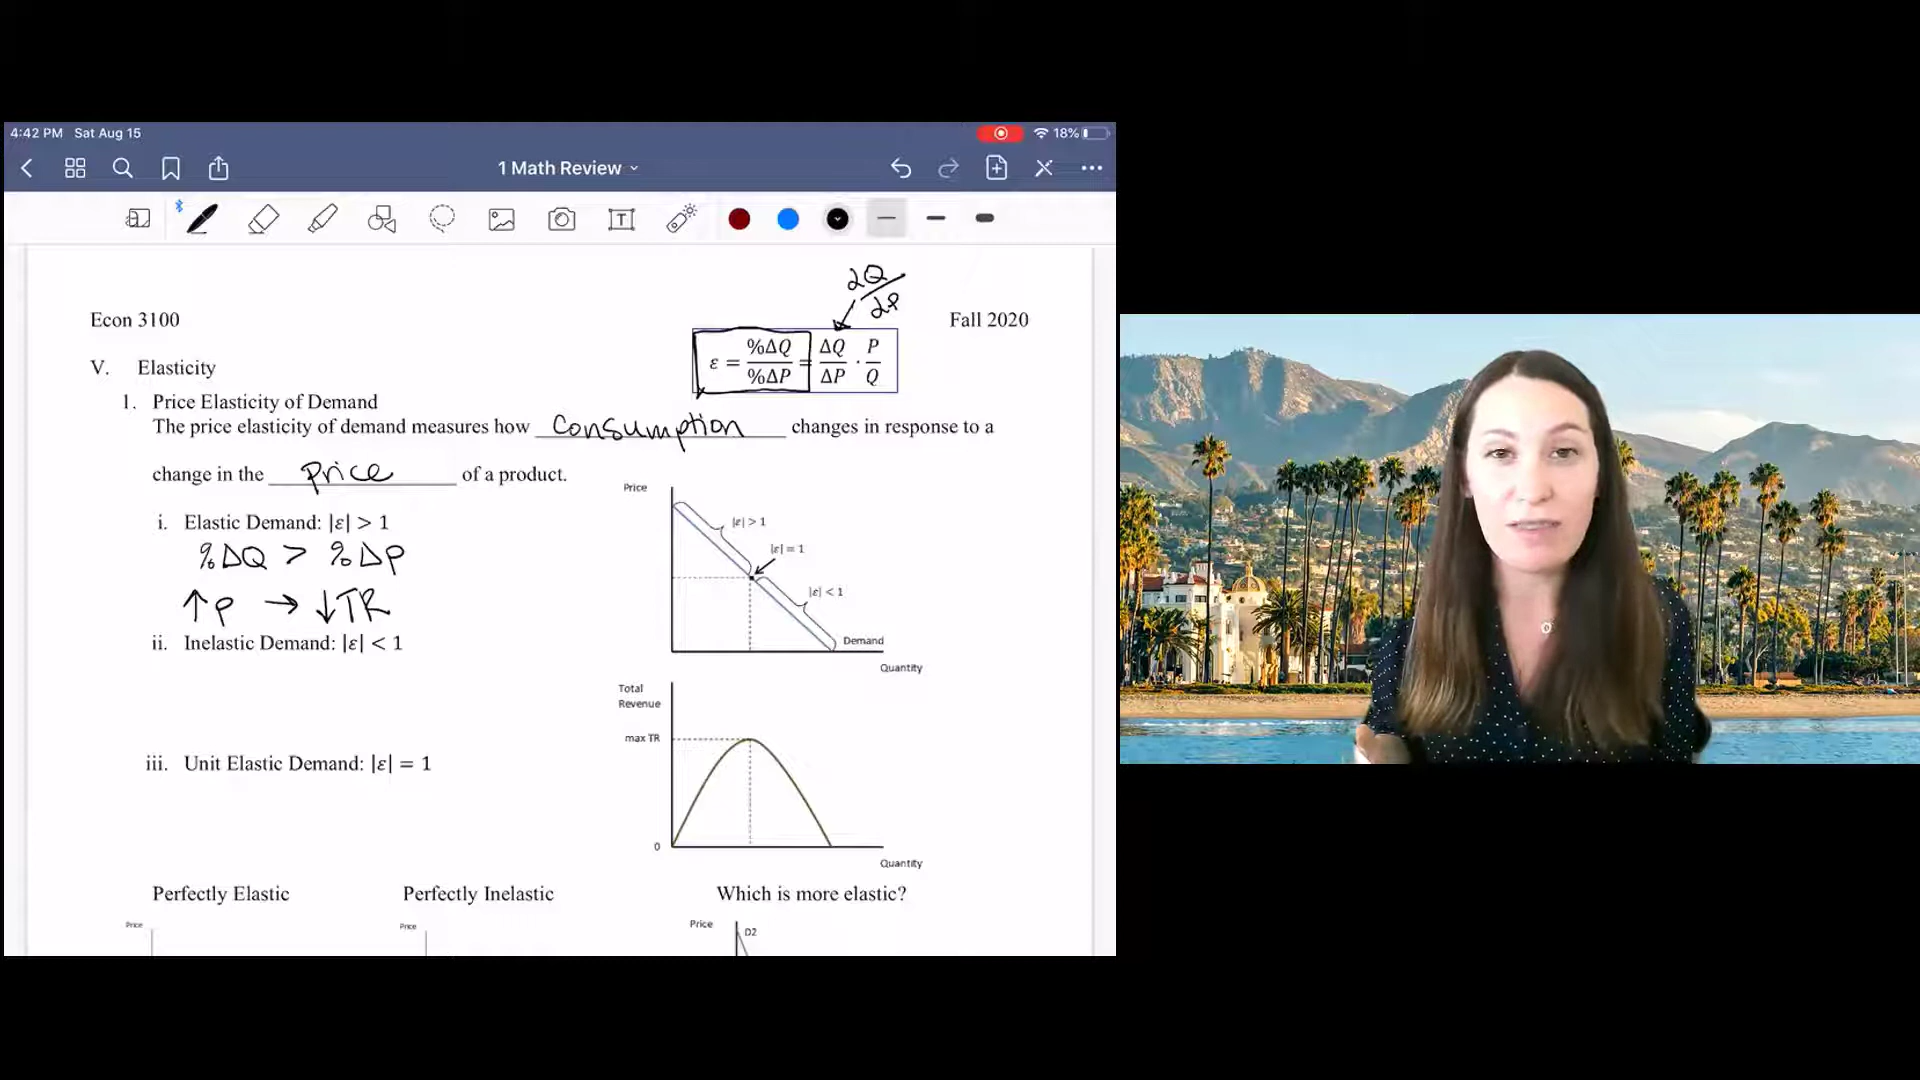 4:42 PM Sat Aug 15
18%
1 Math Review
T
∂Q/∂P
Econ 3100
Fall 2020
ε = %ΔQ/%ΔP = ΔQ/ΔP · P/Q
V. Elasticity
1. Price Elasticity of Demand
The price elasticity of demand measures how consumption changes in response to a
change in the price of a product.
i. Elastic Demand: |ε| > 1
%ΔQ > %ΔP
↑P → ↓TR
ii. Inelastic Demand: |ε| < 1
iii. Unit Elastic Demand: |ε| = 1
Price
|ε| > 1
|ε| = 1
|ε| < 1
Demand
Quantity
Total
Revenue
max TR
0
Quantity
Perfectly Elastic
Perfectly Inelastic
Which is more elastic?
Price
Price
Price
D2